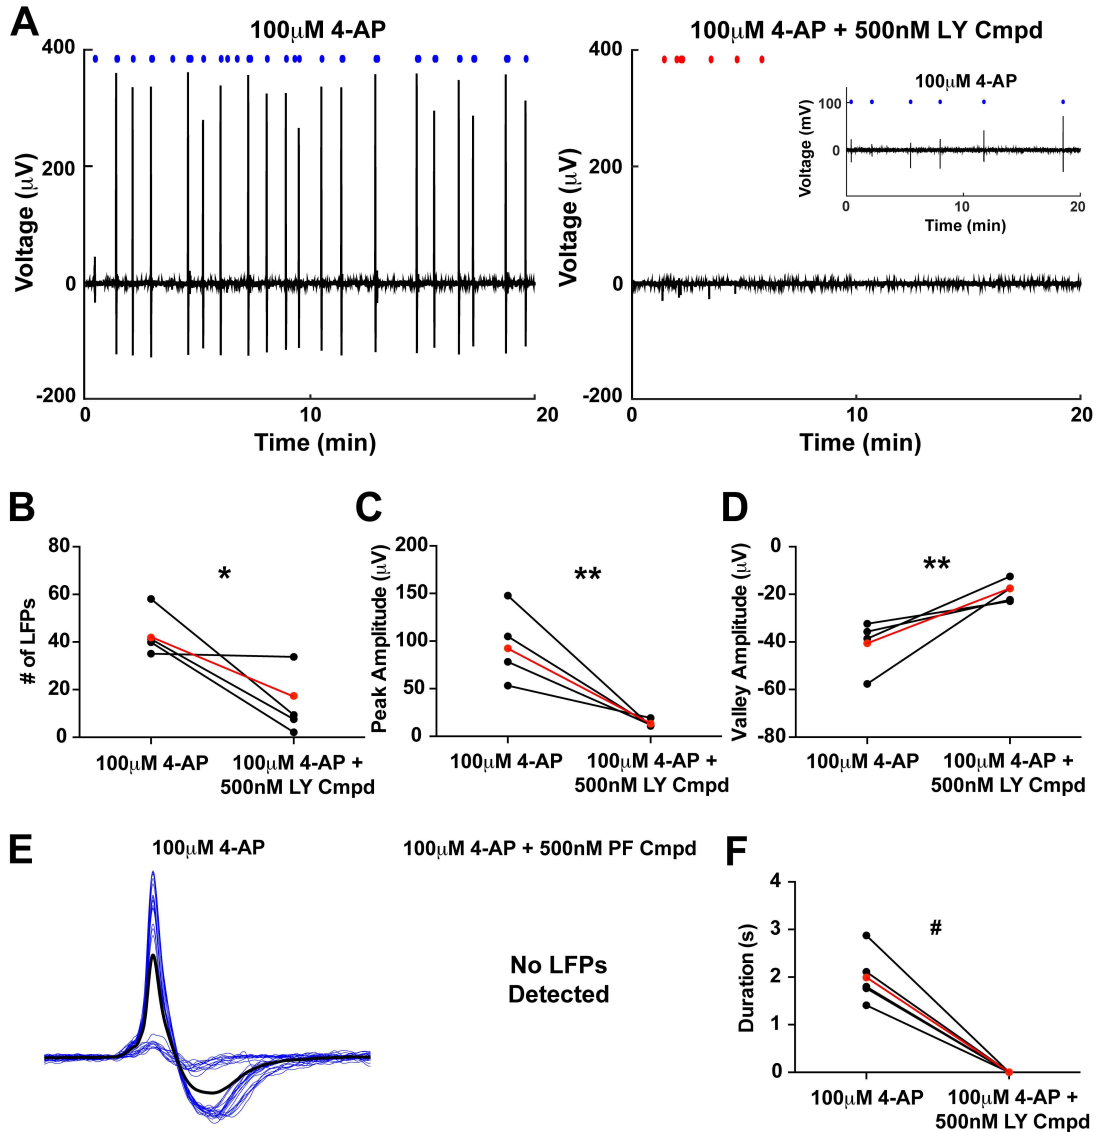 A
100μM 4-AP
400
200
0
-200
Voltage (μV)
0
10
20
Time (min)
100μM 4-AP + 500nM LY Cmpd
400
200
0
-200
Voltage (μV)
0
10
20
Time (min)
100μM 4-AP
100
0
Voltage (mV)
0
10
20
Time (min)
B
80
60
40
20
0
# of LFPs
*
100μM 4-AP
100μM 4-AP +
500nM LY Cmpd
C
200
150
100
50
0
Peak Amplitude (μV)
**
100μM 4-AP
100μM 4-AP +
500nM LY Cmpd
D
0
-20
-40
-60
-80
Valley Amplitude (μV)
**
100μM 4-AP
100μM 4-AP +
500nM LY Cmpd
E
100μM 4-AP
100μM 4-AP + 500nM PF Cmpd
No LFPs
Detected
F
4
3
2
1
0
Duration (s)
#
100μM 4-AP
100μM 4-AP +
500nM LY Cmpd